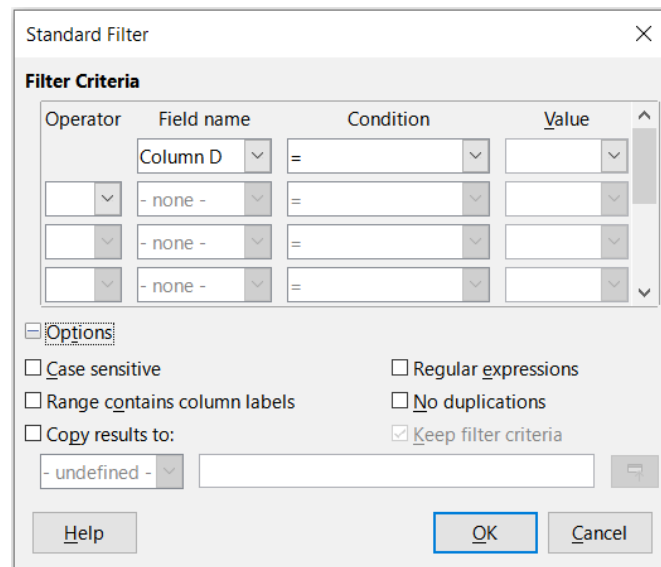 Standard Filter
Filter Criteria
Operator Field name Condition Value
Column D =
- none - =
- none - =
- none - =
Options
Case sensitive Regular expressions
Range contains column labels No duplications
Copy results to: Keep filter criteria
- undefined -
Help OK Cancel